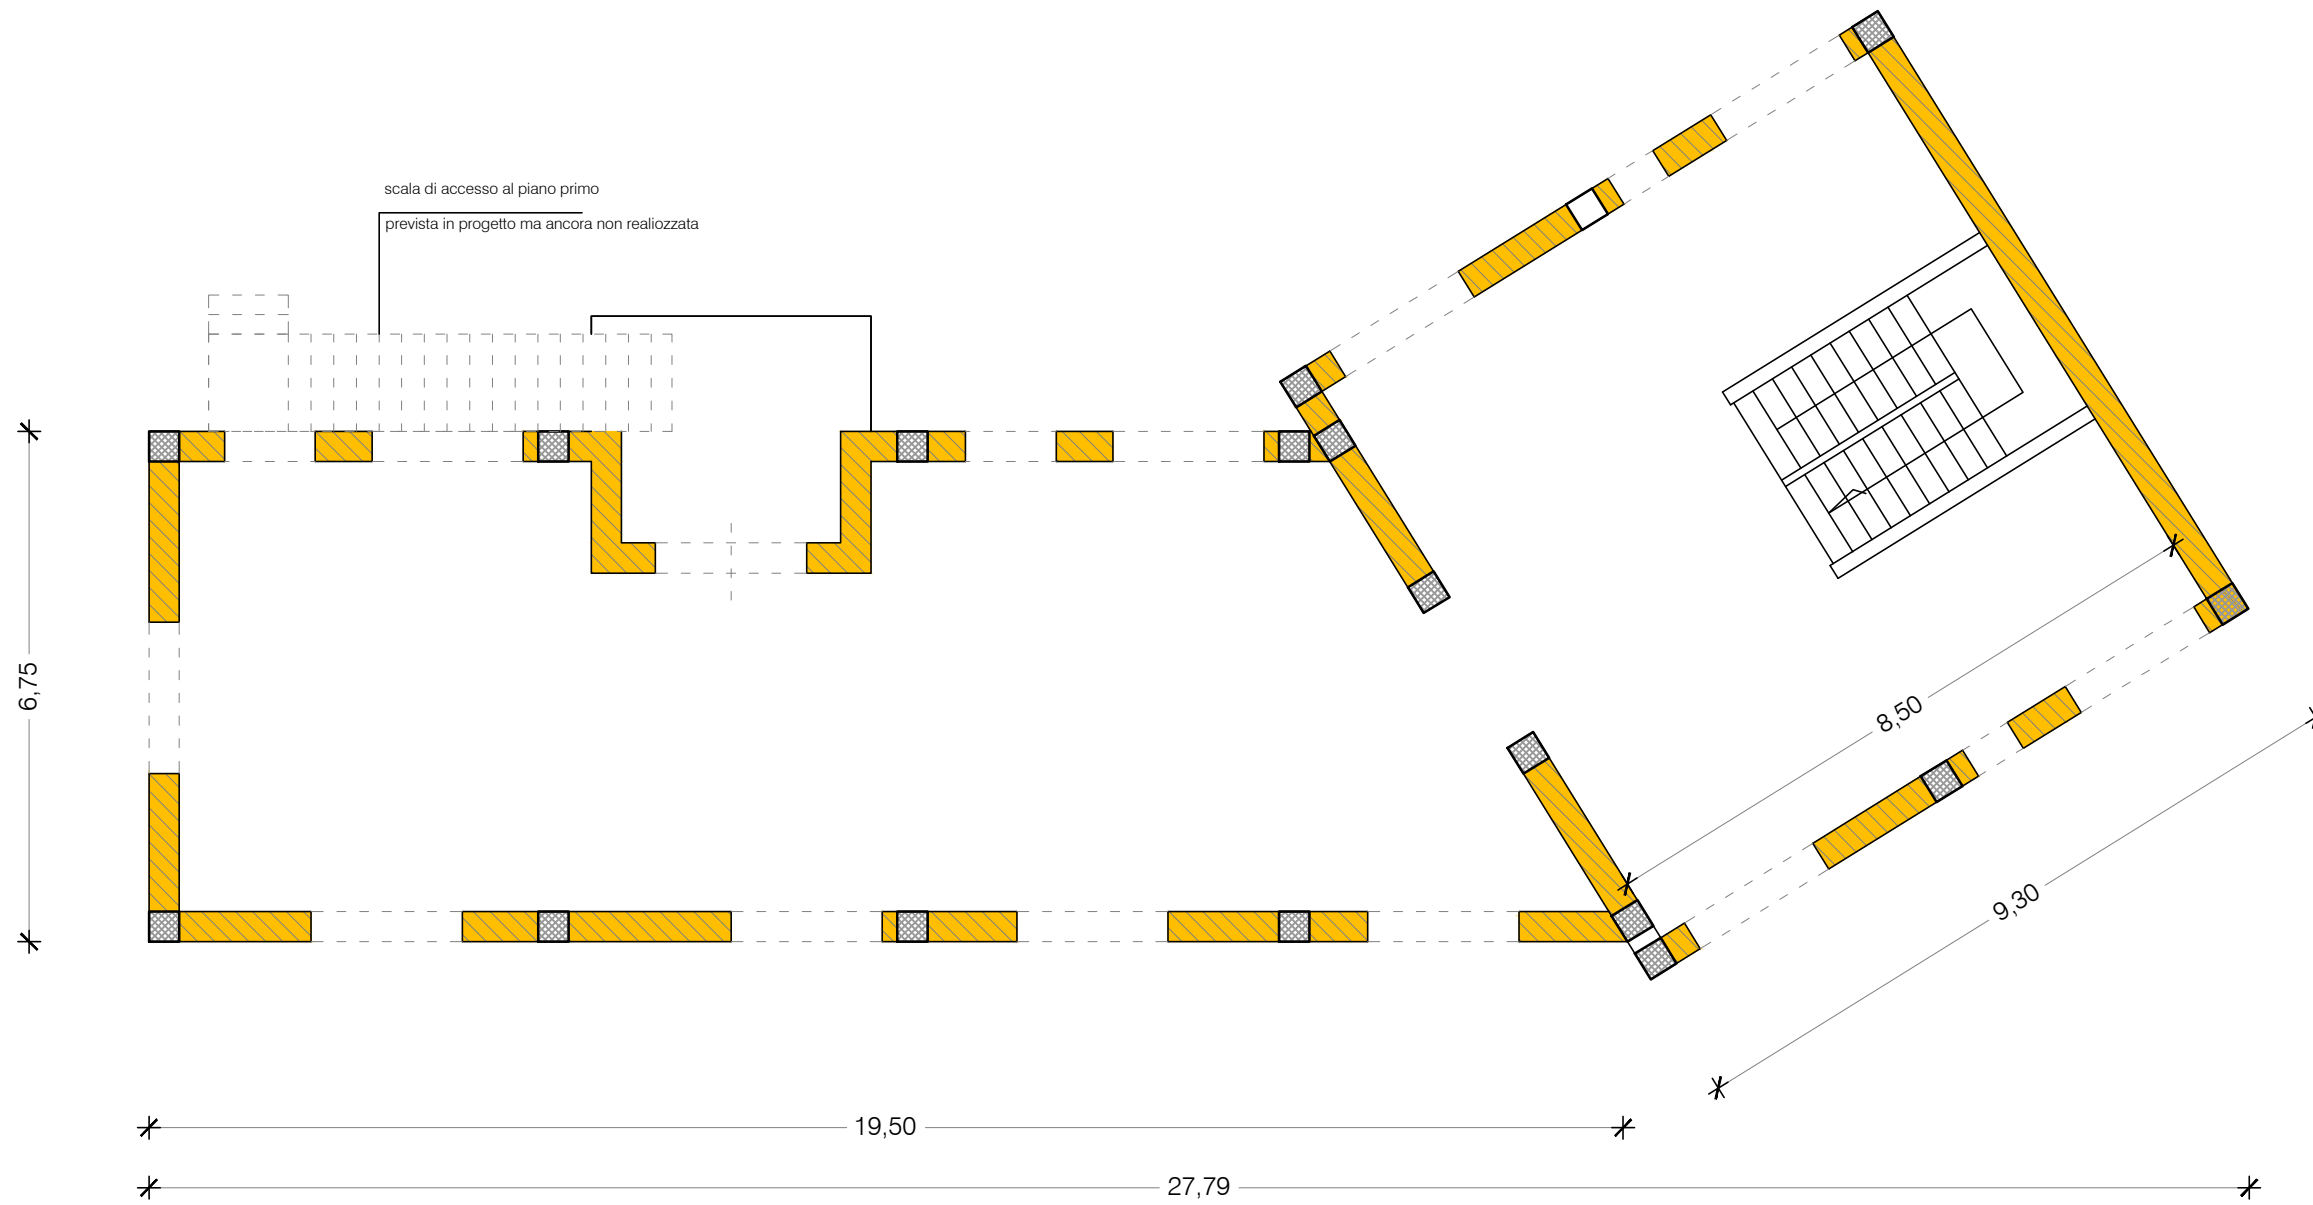 scala di accesso al piano primo
prevista in progetto ma ancora non realiozzata
6,75
8,50
9,30
19,50
27,79